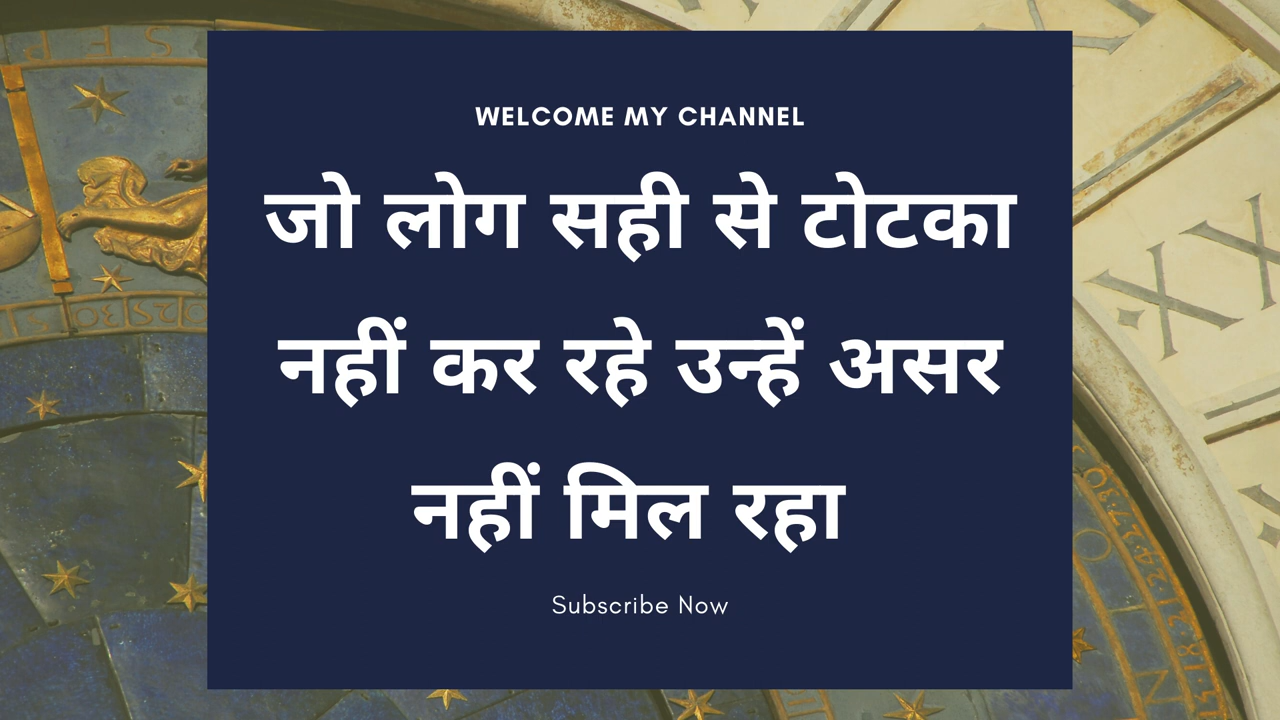 WELCOME MY CHANNEL
जो लोग सही से टोटका
नहीं कर रहे उन्हें असर
नहीं मिल रहा
Subscribe Now